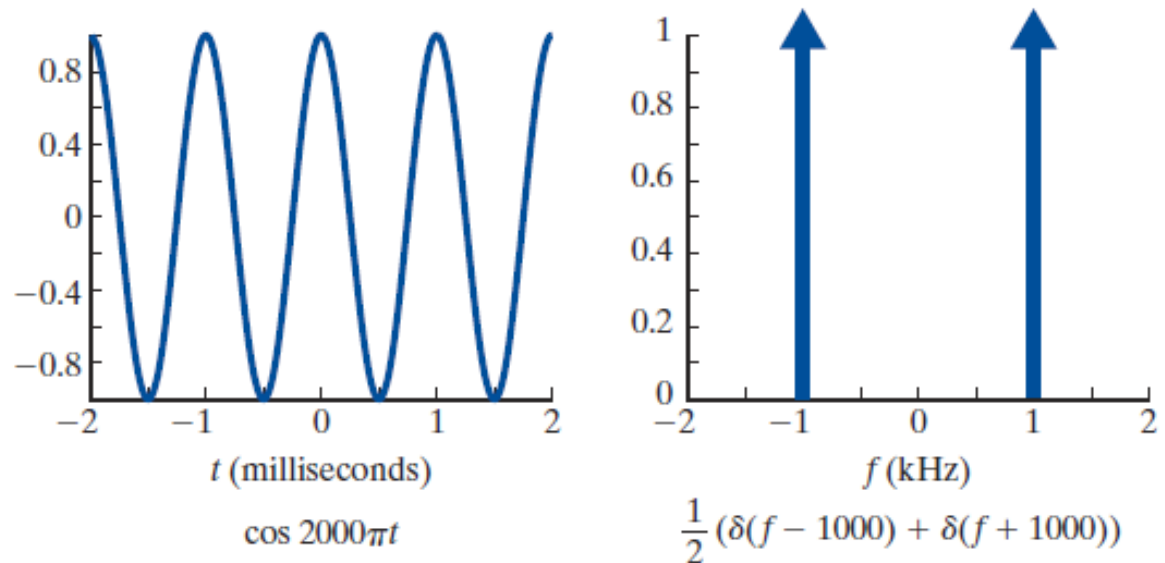 0.8
0.4
0
−0.4
−0.8
−2 −1 0 1 2
t (milliseconds)
cos 2000πt
1
0.8
0.6
0.4
0.2
0
−2 −1 0 1 2
f (kHz)
1/2 (δ(f − 1000) + δ(f + 1000))